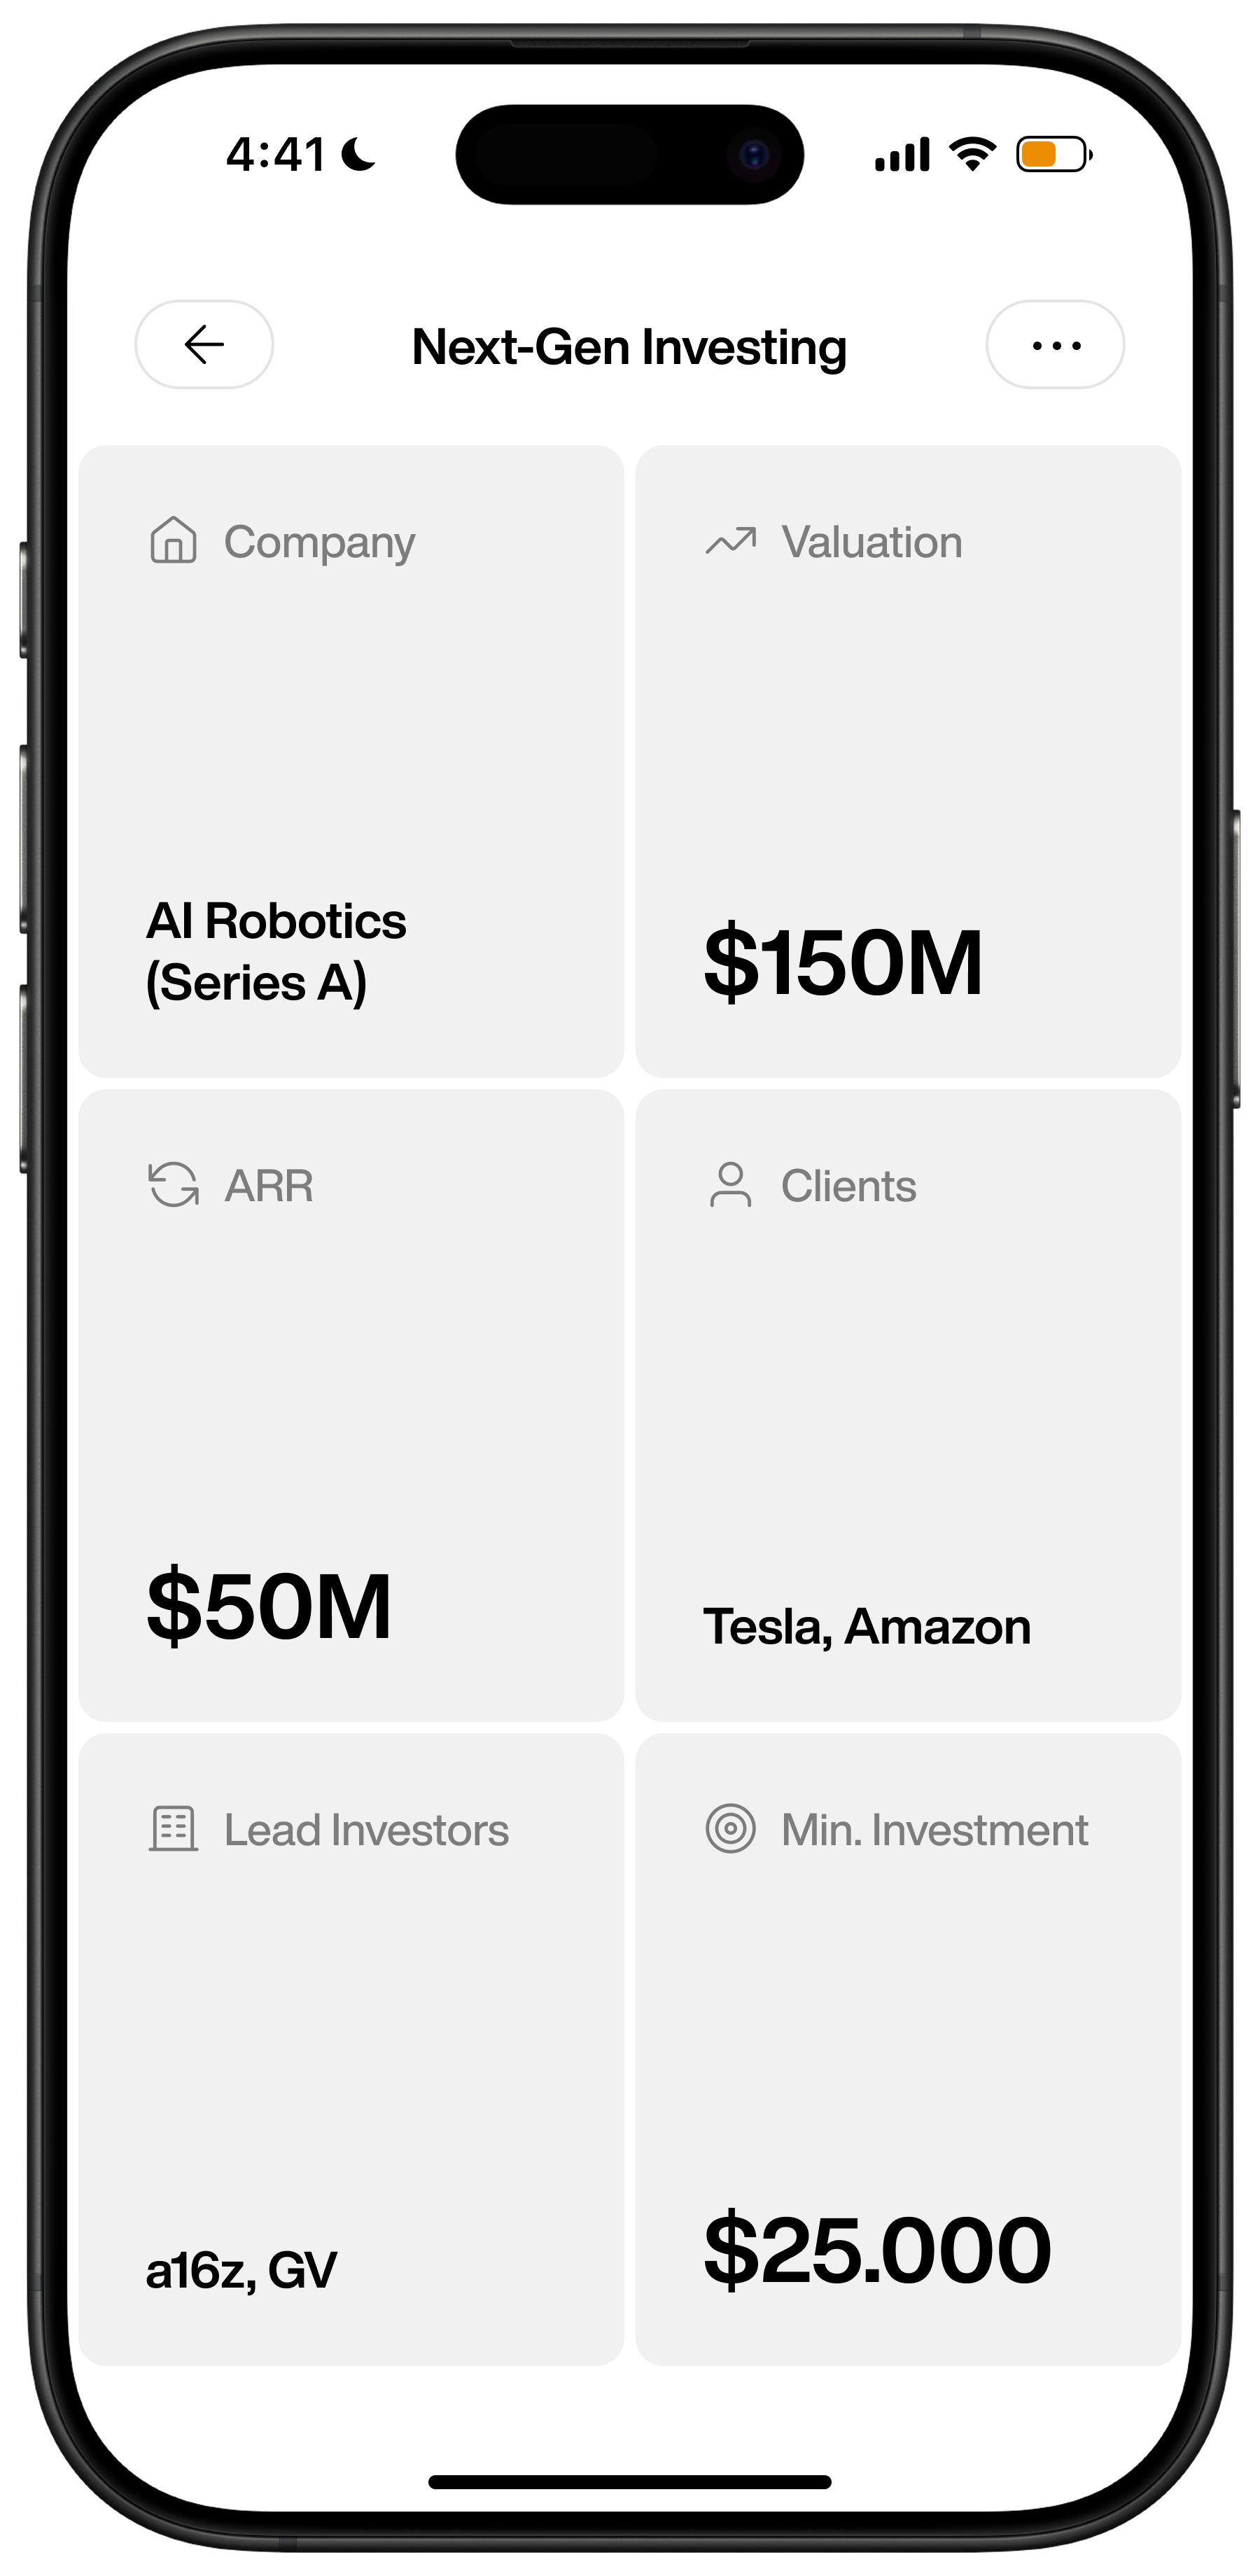 4:41
Next-Gen Investing
Company
Valuation
AI Robotics
(Series A)
$150M
ARR
Clients
$50M
Tesla, Amazon
Lead Investors
Min. Investment
a16z, GV
$25.000